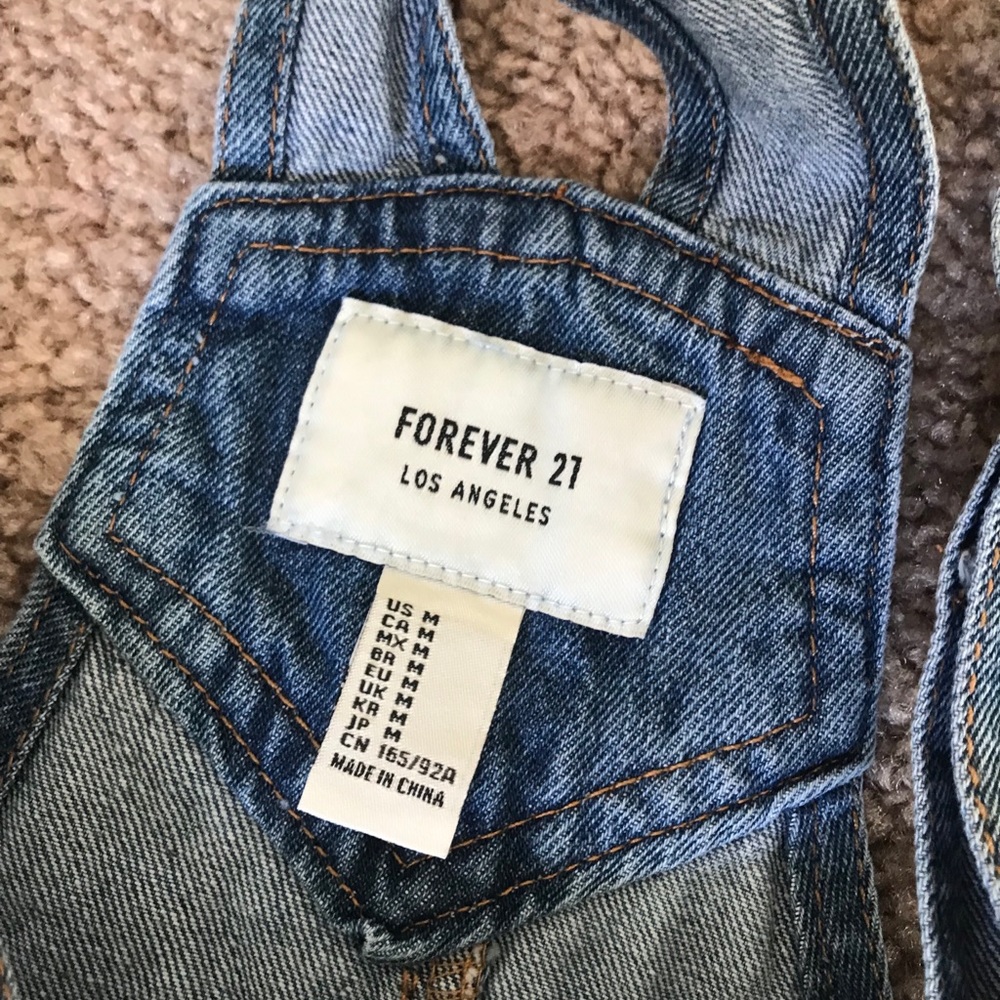 FOREVER 21
LOS ANGELES
US M
CA M
MX M
BR M
EU M
UK M
KR M
JP M
CN 165/92A
MADE IN CHINA